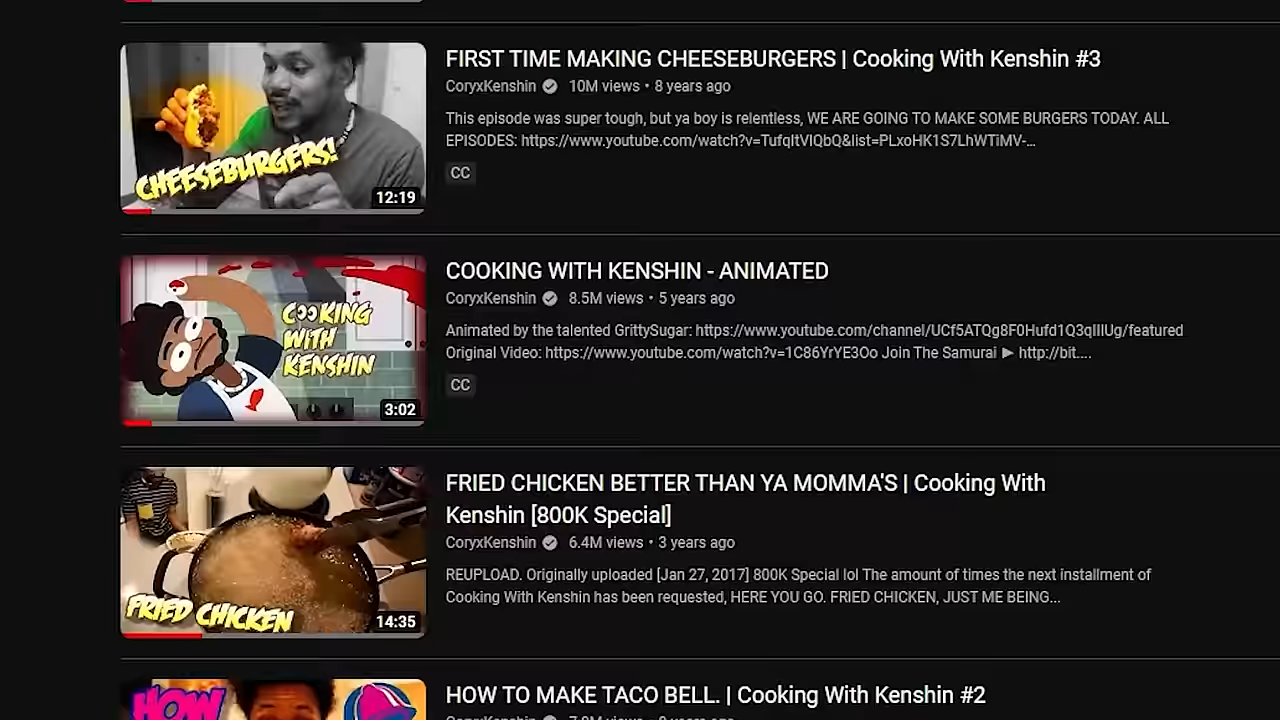 FIRST TIME MAKING CHEESEBURGERS | Cooking With Kenshin #3
CoryxKenshin 10M views • 8 years ago
This episode was super tough, but ya boy is relentless, WE ARE GOING TO MAKE SOME BURGERS TODAY. ALL
EPISODES: https://www.youtube.com/watch?v=TufqItVIQbQ&list=PLxoHK1S7LhWTiMV-...
CC
CHEESEBURGERS!
12:19
COOKING WITH KENSHIN - ANIMATED
CoryxKenshin 8.5M views • 5 years ago
Animated by the talented GrittySugar: https://www.youtube.com/channel/UCf5ATQg8F0Hufd1Q3qIIIUg/featured
Original Video: https://www.youtube.com/watch?v=1C86YrYE3Oo Join The Samurai ► http://bit....
CC
COOKING
WITH
KENSHIN
3:02
FRIED CHICKEN BETTER THAN YA MOMMA'S | Cooking With
Kenshin [800K Special]
CoryxKenshin 6.4M views • 3 years ago
REUPLOAD. Originally uploaded [Jan 27, 2017] 800K Special lol The amount of times the next installment of
Cooking With Kenshin has been requested, HERE YOU GO. FRIED CHICKEN, JUST ME BEING...
FRIED CHICKEN
14:35
HOW TO MAKE TACO BELL. | Cooking With Kenshin #2
HOW